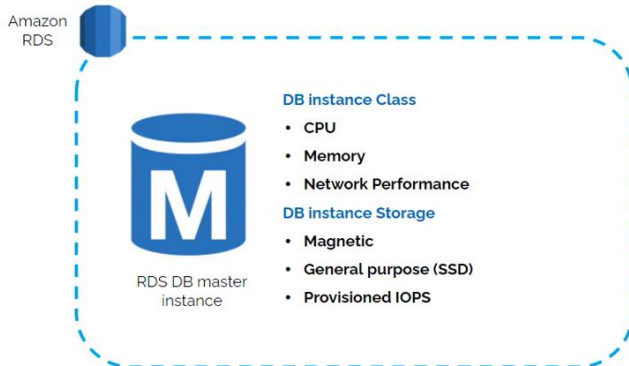 Amazon
RDS
DB instance Class
• CPU
• Memory
• Network Performance
DB instance Storage
• Magnetic
• General purpose (SSD)
• Provisioned IOPS
M
RDS DB master
instance